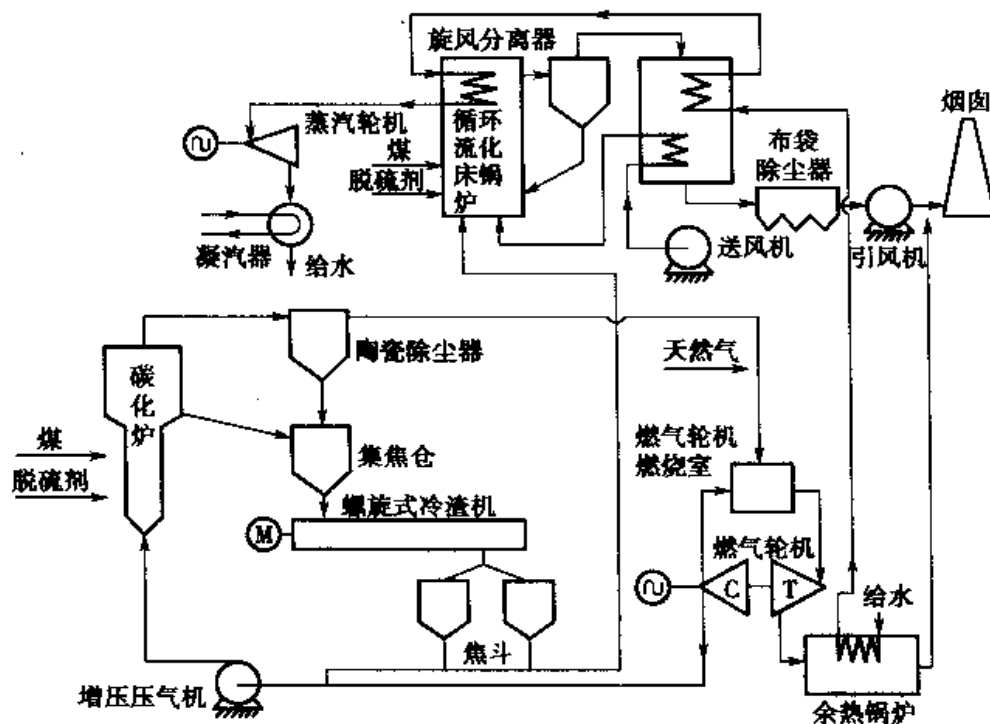 旋风分离器
烟囱
蒸汽轮机
循环
流化
床锅
炉
煤
脱硫剂
布袋
除尘器
凝汽器
给水
送风机
引风机
陶瓷除尘器
天然气
碳
化
炉
煤
脱硫剂
集焦仓
燃气轮机
燃烧室
螺旋式冷渣机
M
燃气轮机
C
T
给水
焦斗
增压压气机
余热锅炉